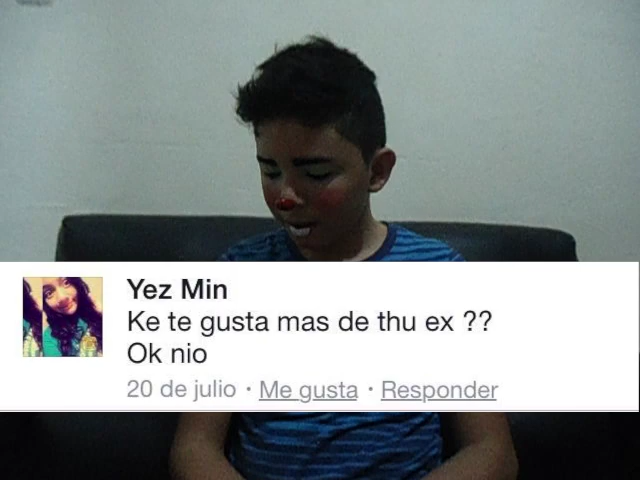 Yez Min
Ke te gusta mas de thu ex ??
Ok nio
20 de julio · Me gusta · Responder